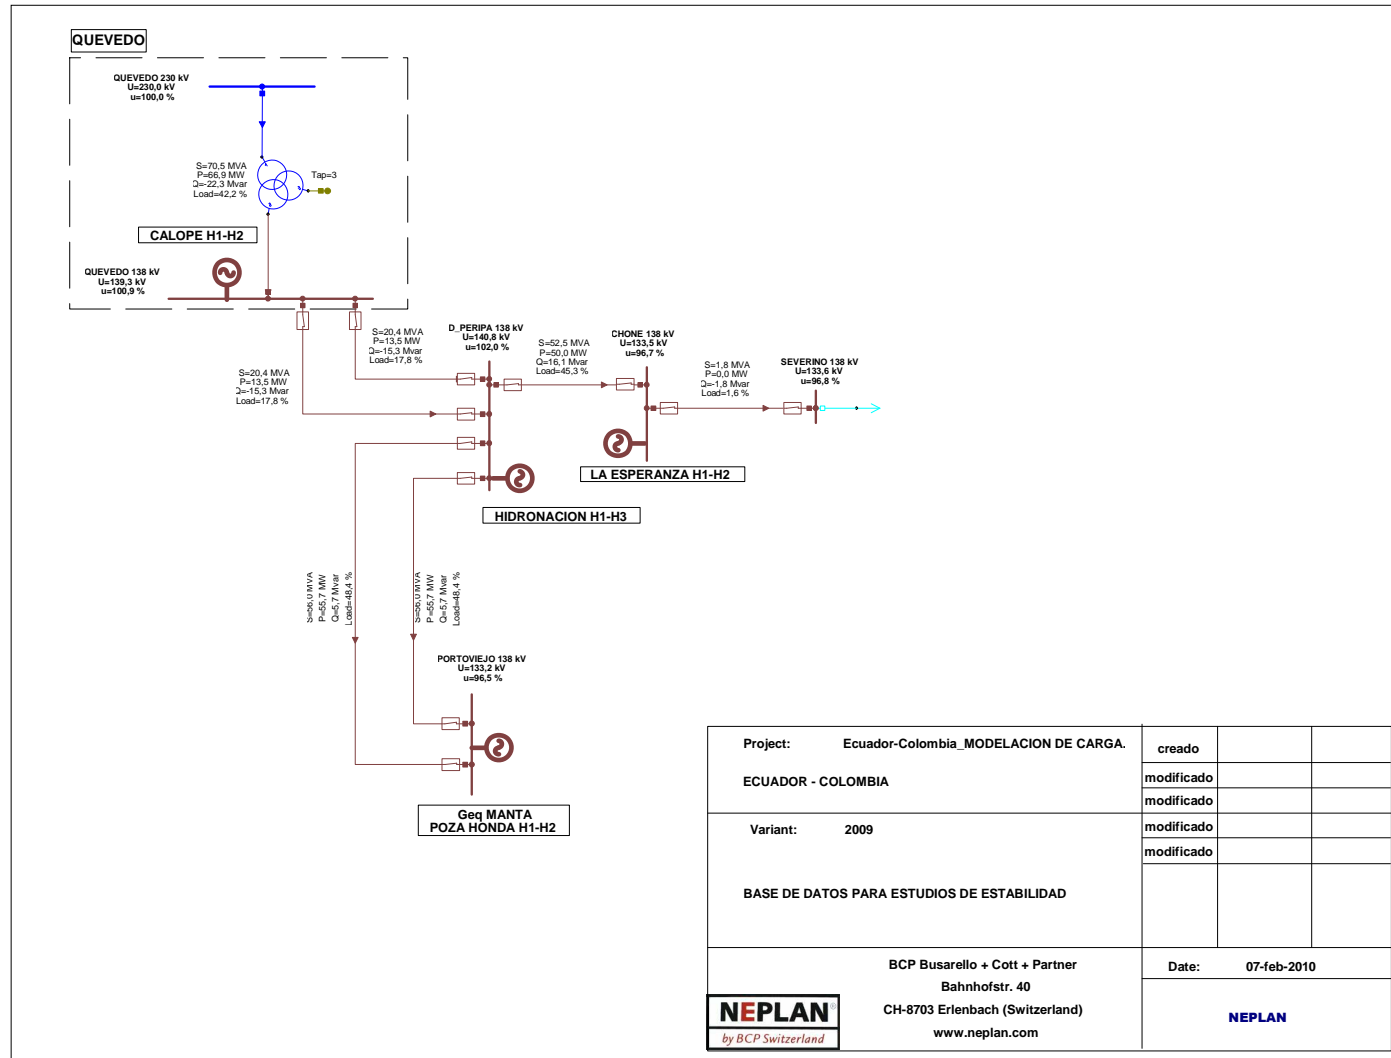 QUEVEDO
QUEVEDO 230 kV
U=230,0 kV
u=100,0 %
S=70,5 MVA
P=66,9 MW
Q=-22,3 Mvar
Load=42,2 %
Tap=3
CALOPE H1-H2
QUEVEDO 138 kV
U=139,3 kV
u=100,9 %
S=20,4 MVA
P=13,5 MW
Q=-15,3 Mvar
Load=17,8 %
S=20,4 MVA
P=13,5 MW
Q=-15,3 Mvar
Load=17,8 %
D_PERIPA 138 kV
U=140,8 kV
u=102,0 %
S=52,5 MVA
P=50,0 MW
Q=16,1 Mvar
Load=45,3 %
CHONE 138 kV
U=133,5 kV
u=96,7 %
S=1,8 MVA
P=0,0 MW
Q=-1,8 Mvar
Load=1,6 %
SEVERINO 138 kV
U=133,6 kV
u=96,8 %
LA ESPERANZA H1-H2
HIDRONACION H1-H3
S=56,0 MVA
P=55,7 MW
Q=5,7 Mvar
Load=48,4 %
S=56,0 MVA
P=55,7 MW
Q=5,7 Mvar
Load=48,4 %
PORTOVIEJO 138 kV
U=133,2 kV
u=96,5 %
Geq MANTA
POZA HONDA H1-H2
Project: Ecuador-Colombia_MODELACION DE CARGA.
ECUADOR - COLOMBIA
creado
modificado
modificado
modificado
modificado
Variant: 2009
BASE DE DATOS PARA ESTUDIOS DE ESTABILIDAD
NEPLAN®
by BCP Switzerland
BCP Busarello + Cott + Partner
Bahnhofstr. 40
CH-8703 Erlenbach (Switzerland)
www.neplan.com
Date: 07-feb-2010
NEPLAN